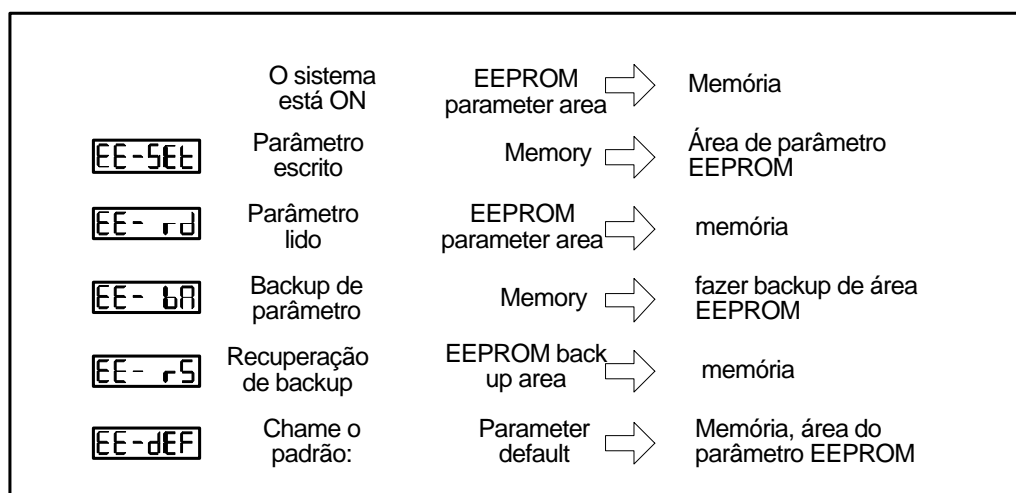 O sistema
está ON
EEPROM
parameter area
Memória
EE-SEt
Parâmetro
escrito
Memory
Área de parâmetro
EEPROM
EE- rd
Parâmetro
lido
EEPROM
parameter area
memória
EE- bA
Backup de
parâmetro
Memory
fazer backup de área
EEPROM
EE- rS
Recuperação
de backup
EEPROM back
up area
memória
EE-dEF
Chame o
padrão:
Parameter
default
Memória, área do
parâmetro EEPROM